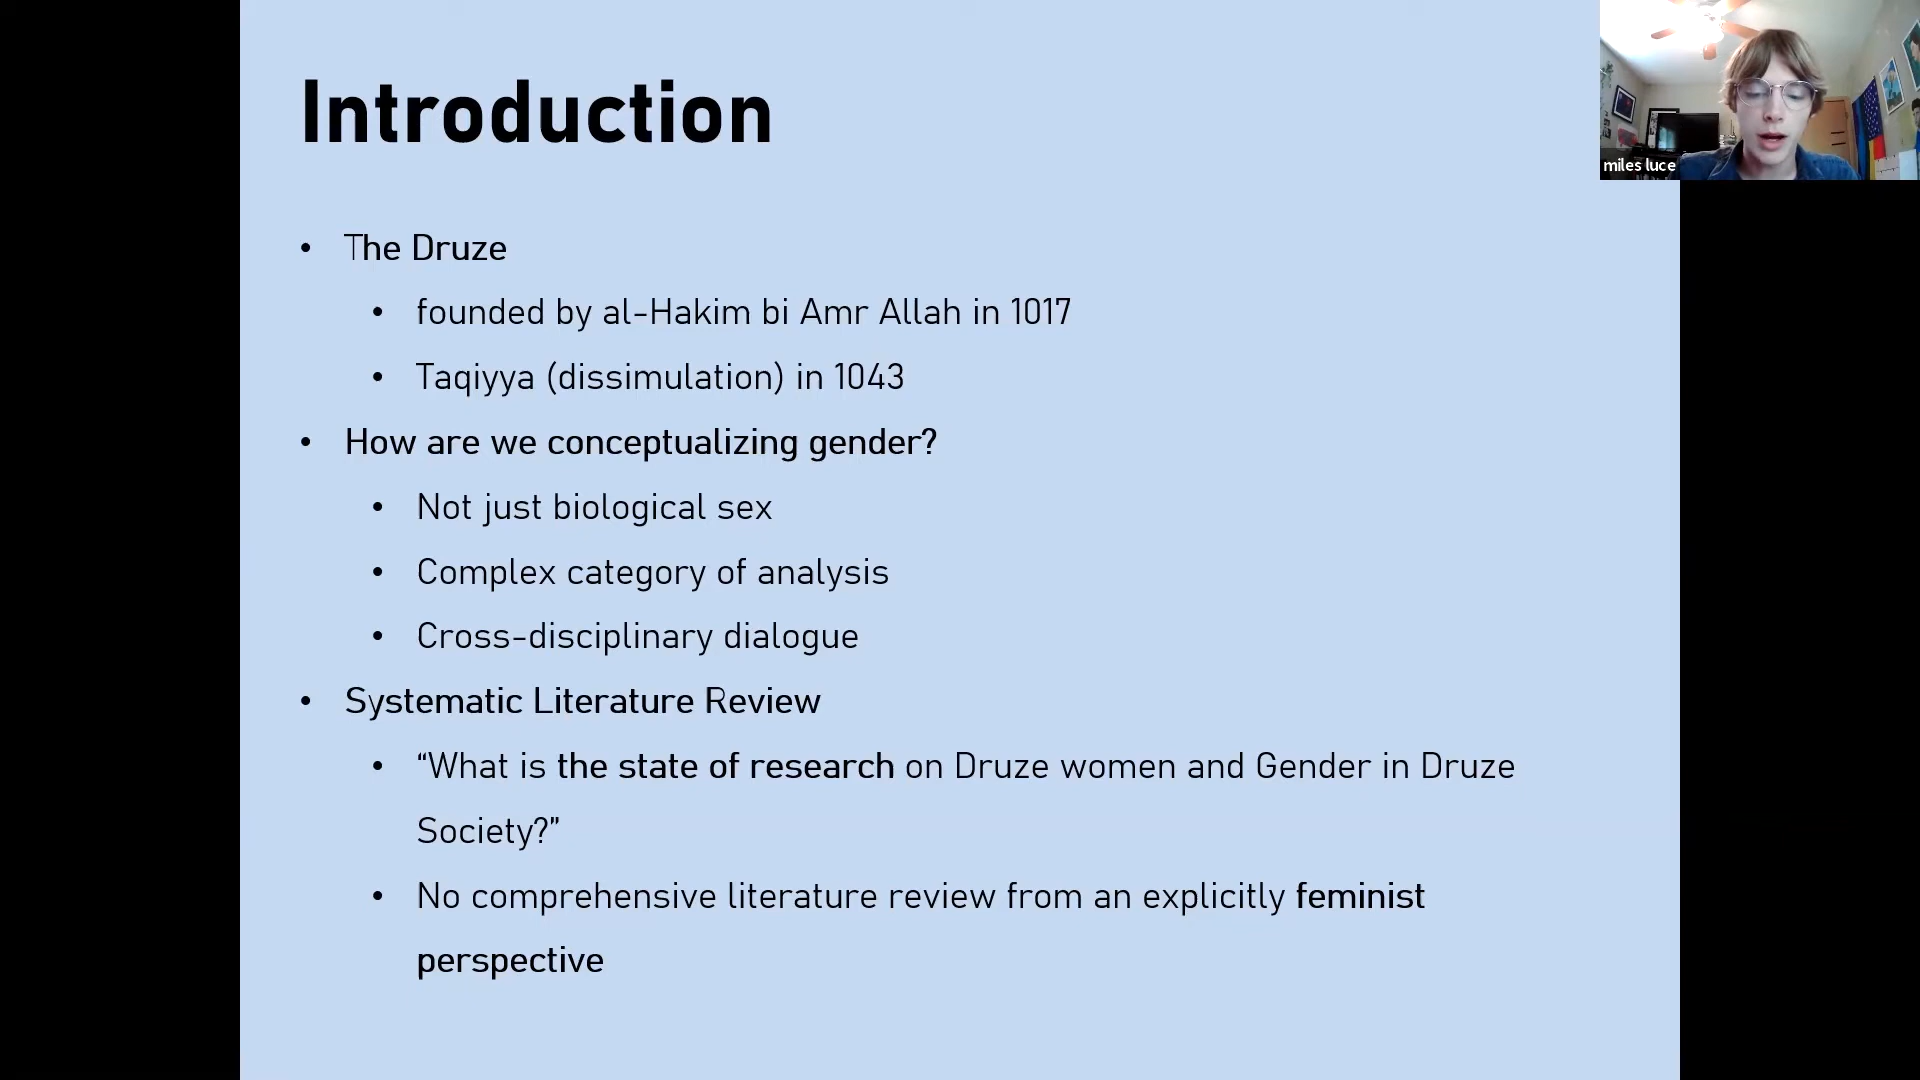 Introduction
miles luce
• The Druze
• founded by al-Hakim bi Amr Allah in 1017
• Taqiyya (dissimulation) in 1043
• How are we conceptualizing gender?
• Not just biological sex
• Complex category of analysis
• Cross-disciplinary dialogue
• Systematic Literature Review
• “What is the state of research on Druze women and Gender in Druze
Society?”
• No comprehensive literature review from an explicitly feminist
perspective